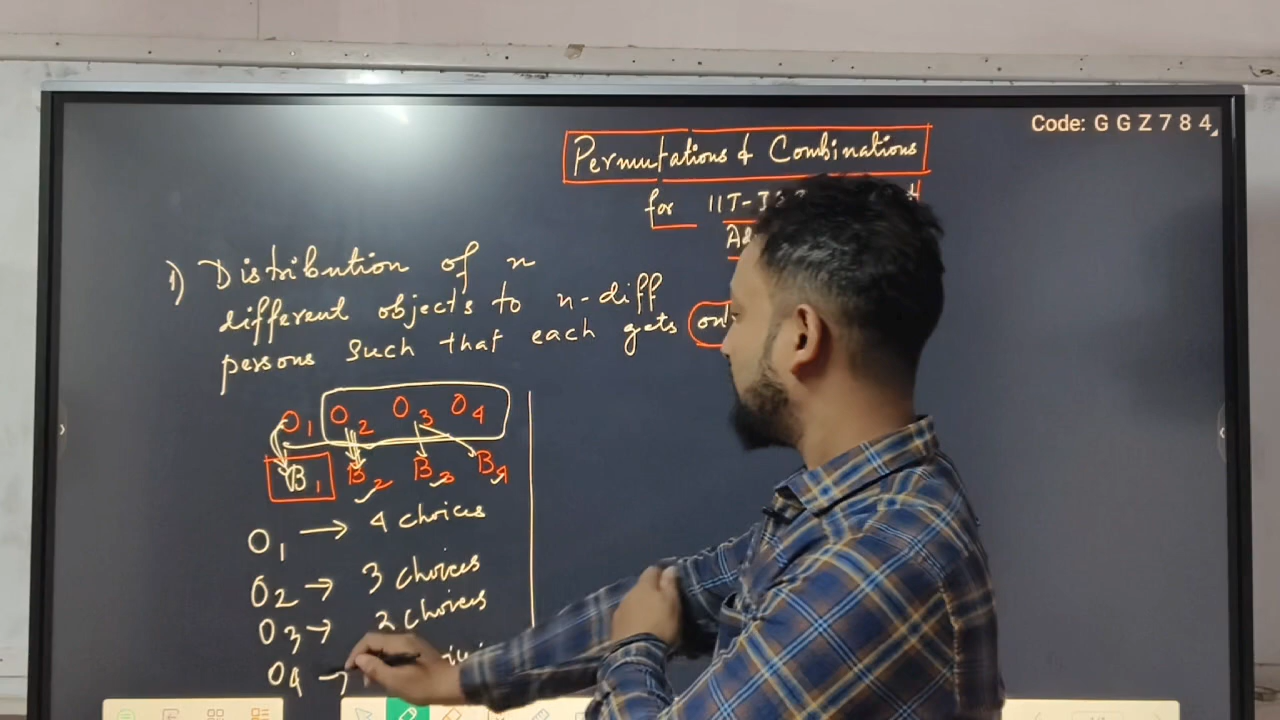 Code: G G Z 7 8 4
Permutations & Combinations
for IIT-J
1) Distribution of n
different objects to n-diff
persons such that each gets
O1 O2 O3 O4
B1 B2 B3 B4
O1 → 4 choices
O2 → 3 choices
O3 → 2 choices
O4 →